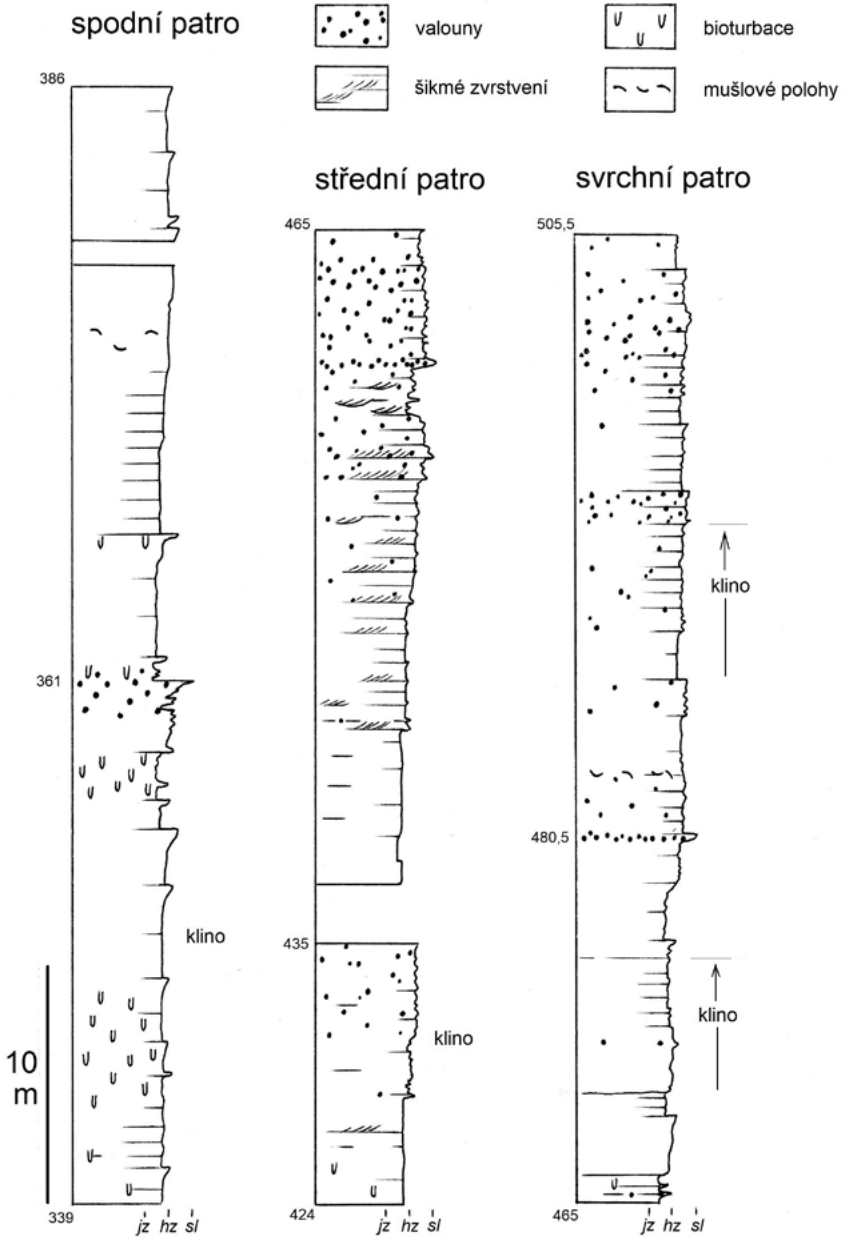 spodní patro
valouny
bioturbace
šikmé zvrstvení
mušlové polohy
386
361
klino
10
m
339
jz hz sl
střední patro
465
435
klino
424
jz hz sl
svrchní patro
505,5
klino
480,5
klino
465
jz hz sl